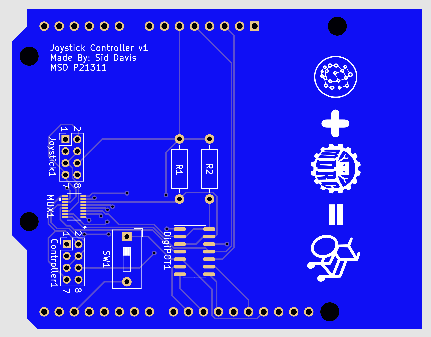 Joystick Controller v1
Made By: Sid Davis
MSD P21311
1 2
Joystick1
7 8
R1
R2
MUX1
1 2
Controller1
7 8
SW1
DigiPOT1